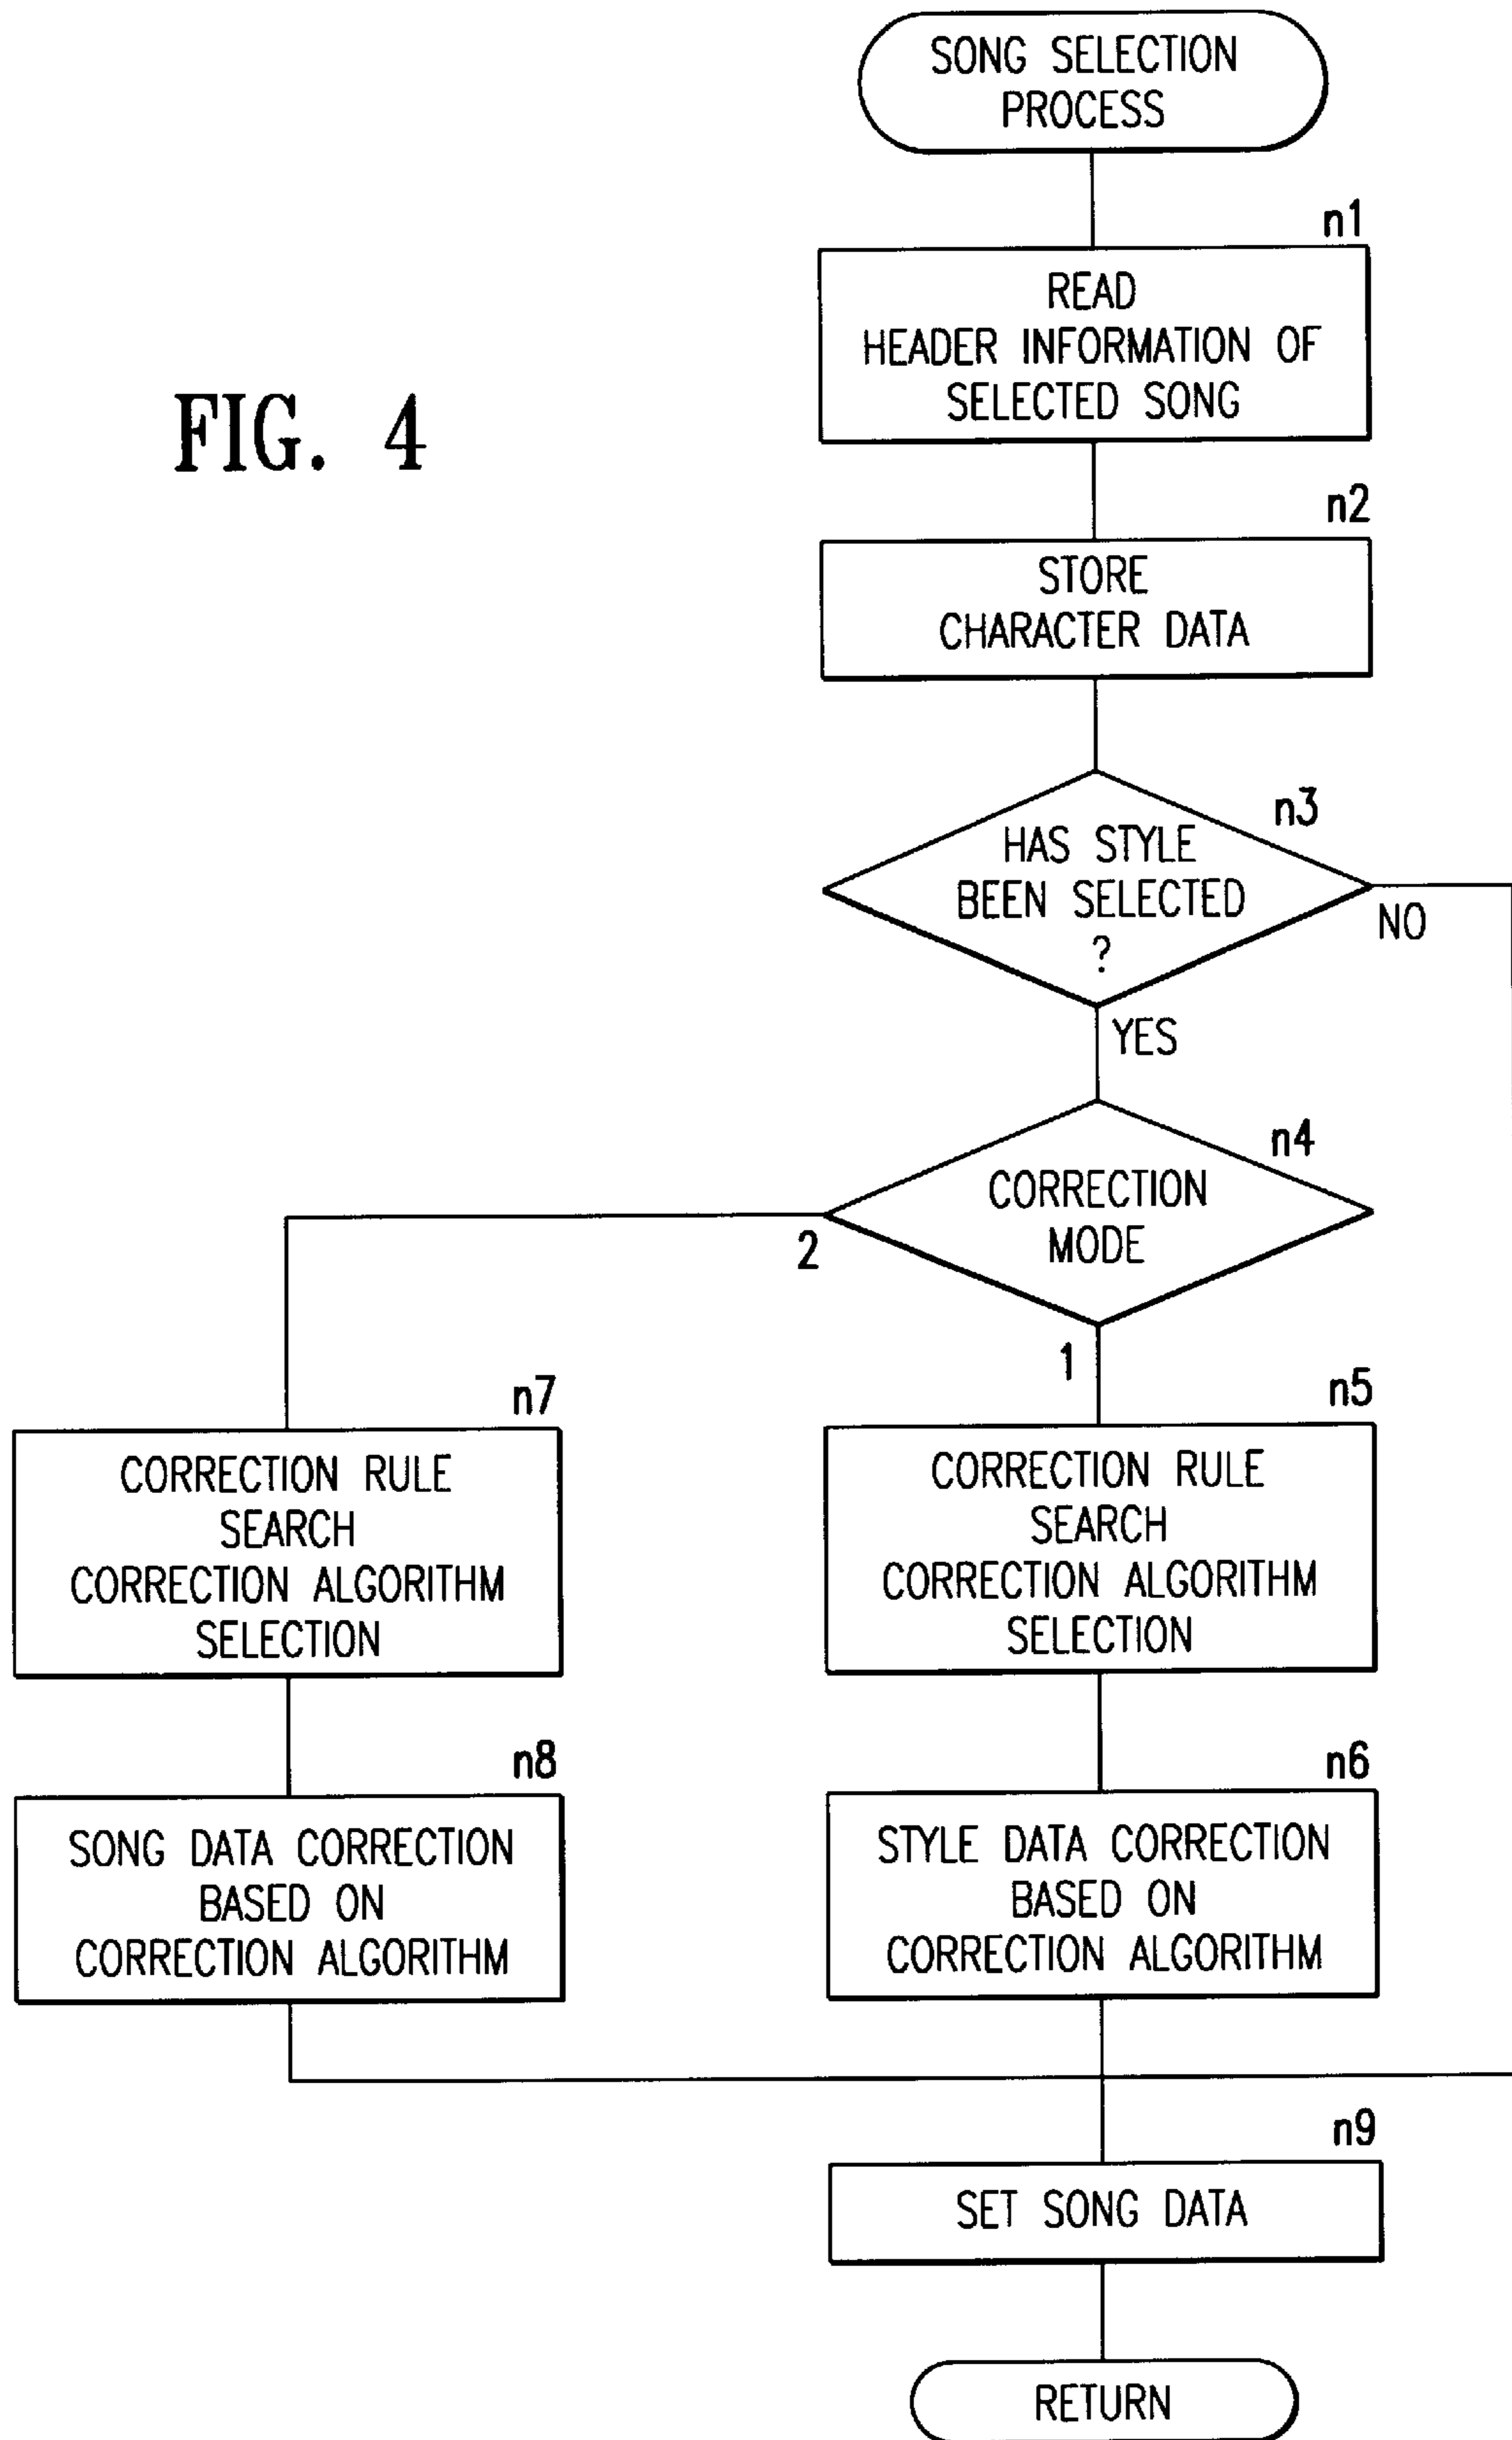 SONG SELECTION
PROCESS
n1
READ
HEADER INFORMATION OF
SELECTED SONG
FIG. 4
n2
STORE
CHARACTER DATA
n3
HAS STYLE
BEEN SELECTED
?
NO
YES
n4
CORRECTION
MODE
2
1
n7
CORRECTION RULE
SEARCH
CORRECTION ALGORITHM
SELECTION
n5
CORRECTION RULE
SEARCH
CORRECTION ALGORITHM
SELECTION
n8
SONG DATA CORRECTION
BASED ON
CORRECTION ALGORITHM
n6
STYLE DATA CORRECTION
BASED ON
CORRECTION ALGORITHM
n9
SET SONG DATA
RETURN